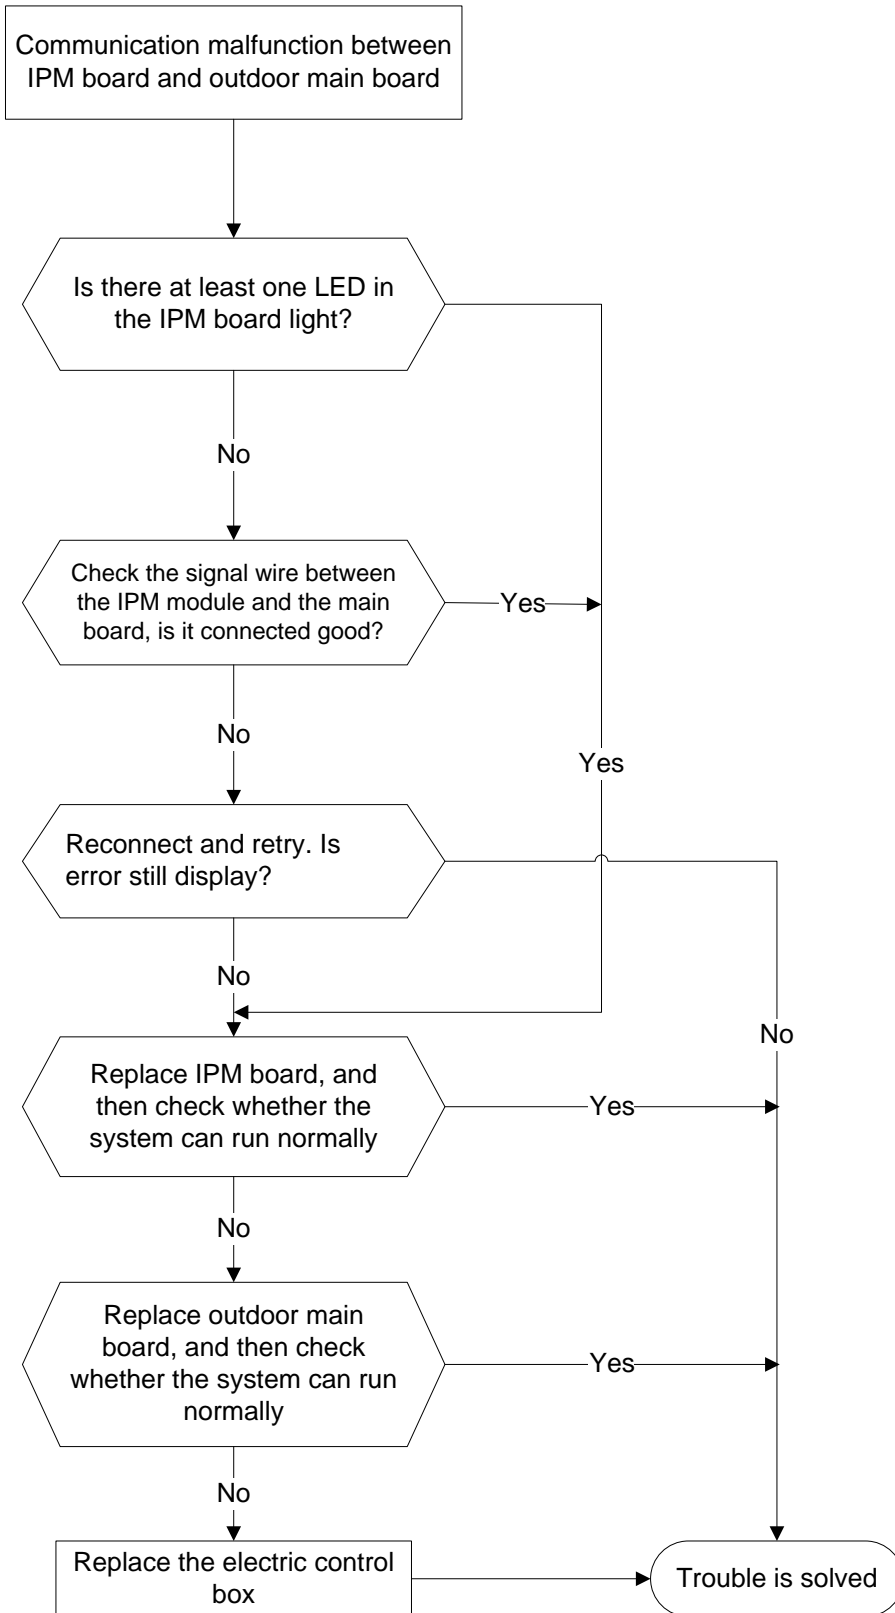 Communication malfunction between
IPM board and outdoor main board
Is there at least one LED in
the IPM board light?
No
Check the signal wire between
the IPM module and the main
board, is it connected good?
Yes
No
Yes
Reconnect and retry. Is
error still display?
No
No
Replace IPM board, and
then check whether the
system can run normally
Yes
No
Replace outdoor main
board, and then check
whether the system can run
normally
Yes
No
Replace the electric control
box
Trouble is solved